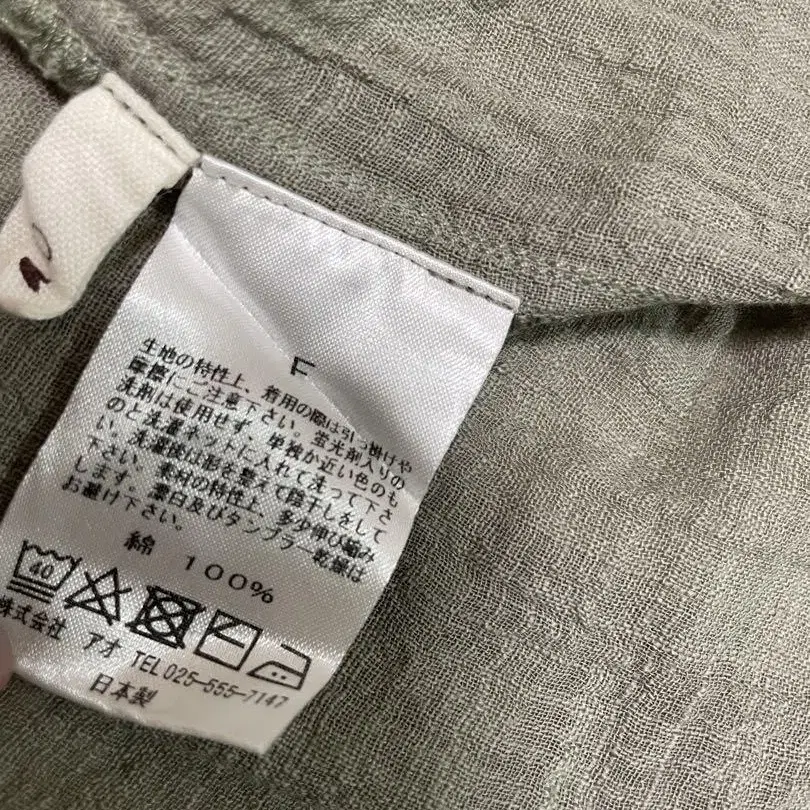 F
生地の特性上、着用の際は引っ掛けや
摩擦にご注意下さい。蛍光剤入りの
洗剤は使用せず、単独か近い色のも
のと洗濯ネットに入れて洗って下さ
い。洗濯後は形を整えて陰干しをして
下さい。素材の特性上、多少伸び縮み
します。漂白及びタンブラー乾燥は
お避け下さい。
綿 100%
40
株式会社 アオ TEL025-555-7147
日本製